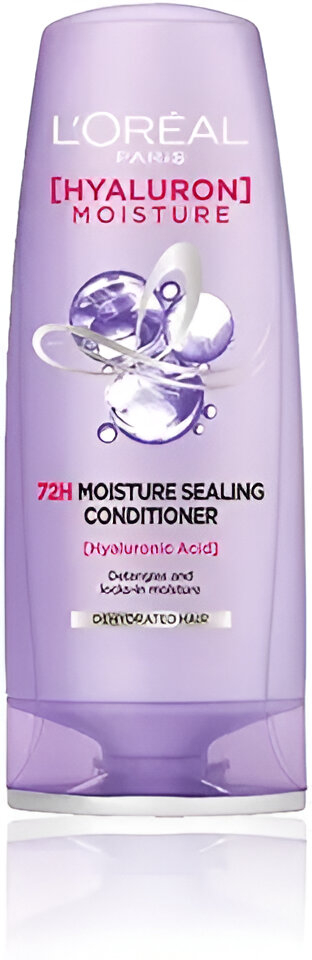 L'ORÉAL
PARIS
[HYALURON]
MOISTURE
72H MOISTURE SEALING
CONDITIONER
[Hyaluronic Acid]
Detangles and
locks-in moisture
DEHYDRATED HAIR